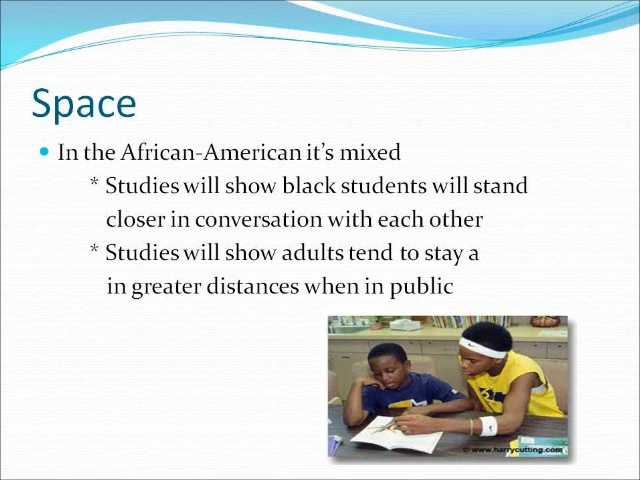 Space
In the African-American it’s mixed
* Studies will show black students will stand
closer in conversation with each other
* Studies will show adults tend to stay a
in greater distances when in public
© www.harrycutting.com